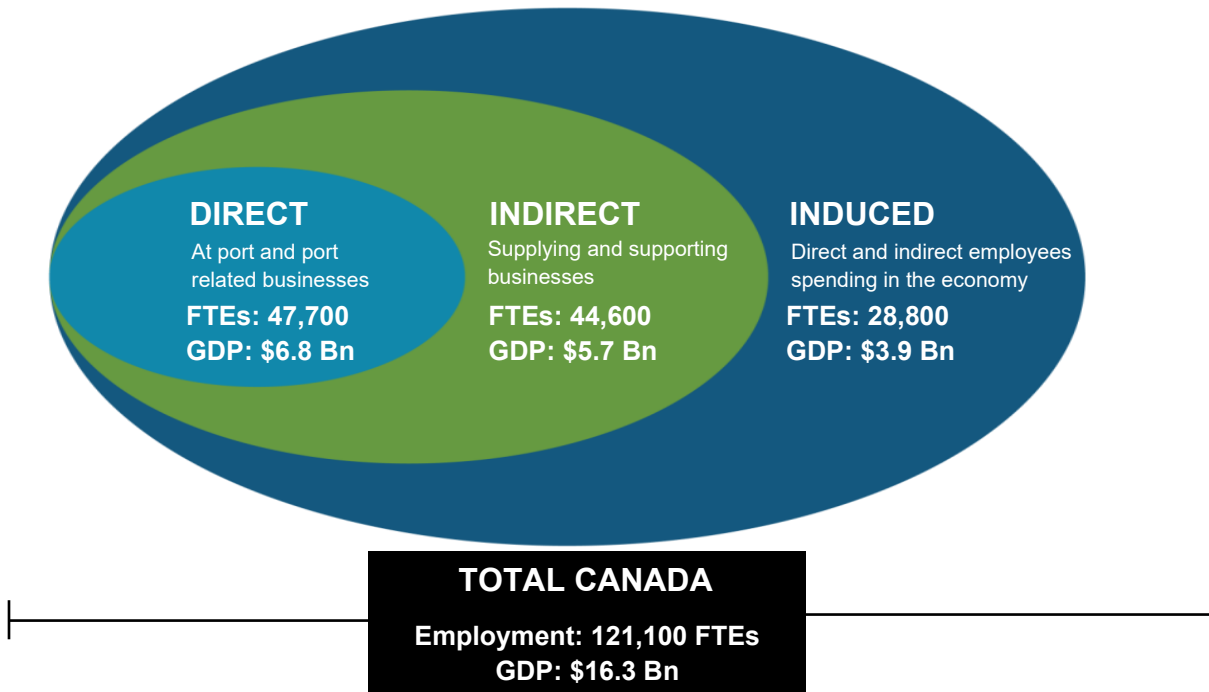 DIRECT
At port and port
related businesses
FTEs: 47,700
GDP: $6.8 Bn
INDIRECT
Supplying and supporting
businesses
FTEs: 44,600
GDP: $5.7 Bn
INDUCED
Direct and indirect employees
spending in the economy
FTEs: 28,800
GDP: $3.9 Bn
TOTAL CANADA
Employment: 121,100 FTEs
GDP: $16.3 Bn